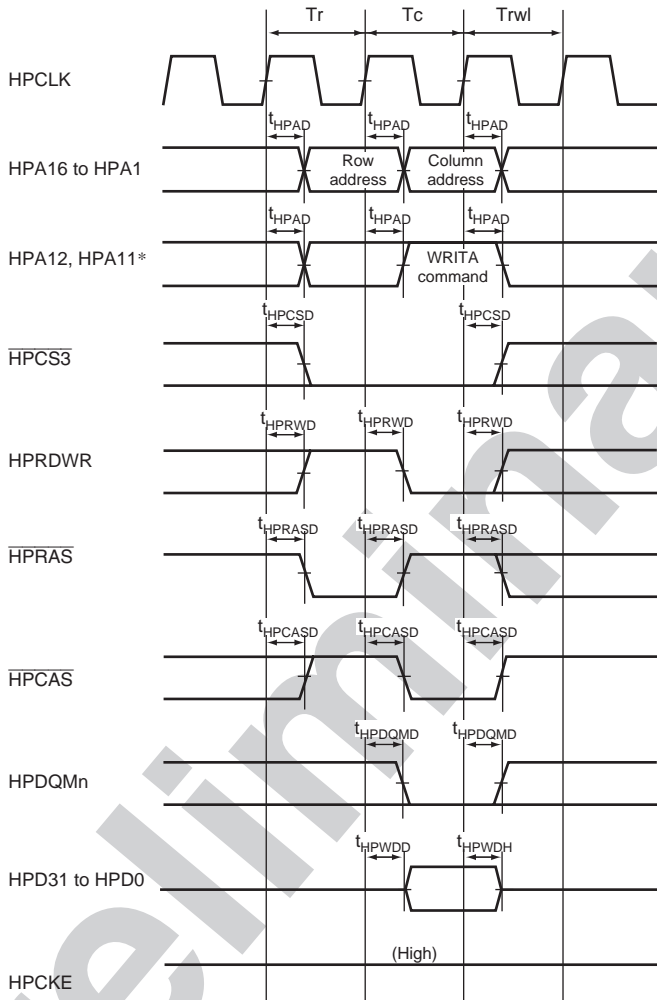 Tr Tc Trwl
HPCLK
tHPAD tHPAD tHPAD
HPA16 to HPA1
Row address
Column address
tHPAD tHPAD tHPAD
HPA12, HPA11*
WRITA command
tHPCSD tHPCSD
HPCS3
tHPRWD tHPRWD tHPRWD
HPRDWR
tHPRASD tHPRASD tHPRASD
HPRAS
tHPCASD tHPCASD tHPCASD
HPCAS
tHPDQMD tHPDQMD
HPDQMn
tHPWDD tHPWDH
HPD31 to HPD0
(High)
HPCKE
elimina